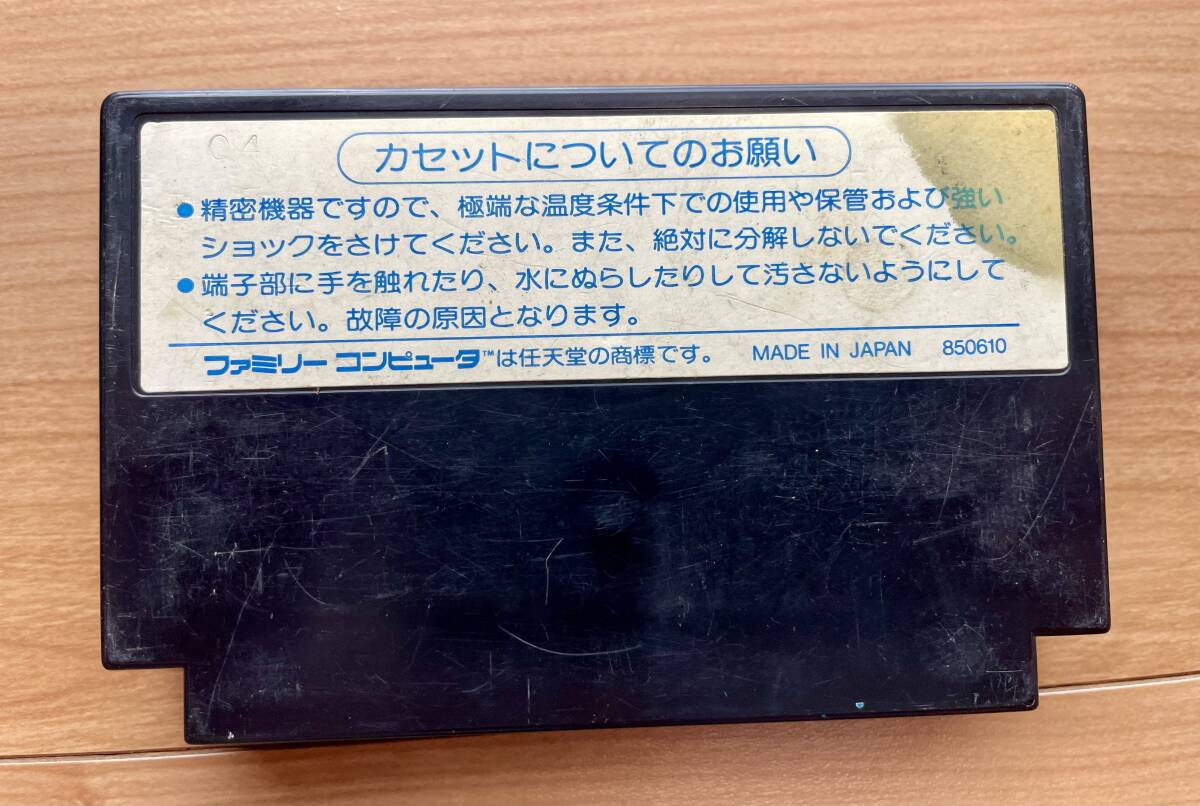 C4
カセットについてのお願い
●精密機器ですので、極端な温度条件下での使用や保管および強い
ショックをさけてください。また、絶対に分解しないでください。
●端子部に手を触れたり、水にぬらしたりして汚さないようにして
ください。故障の原因となります。
ファミリーコンピュータ™は任天堂の商標です。 MADE IN JAPAN 850610